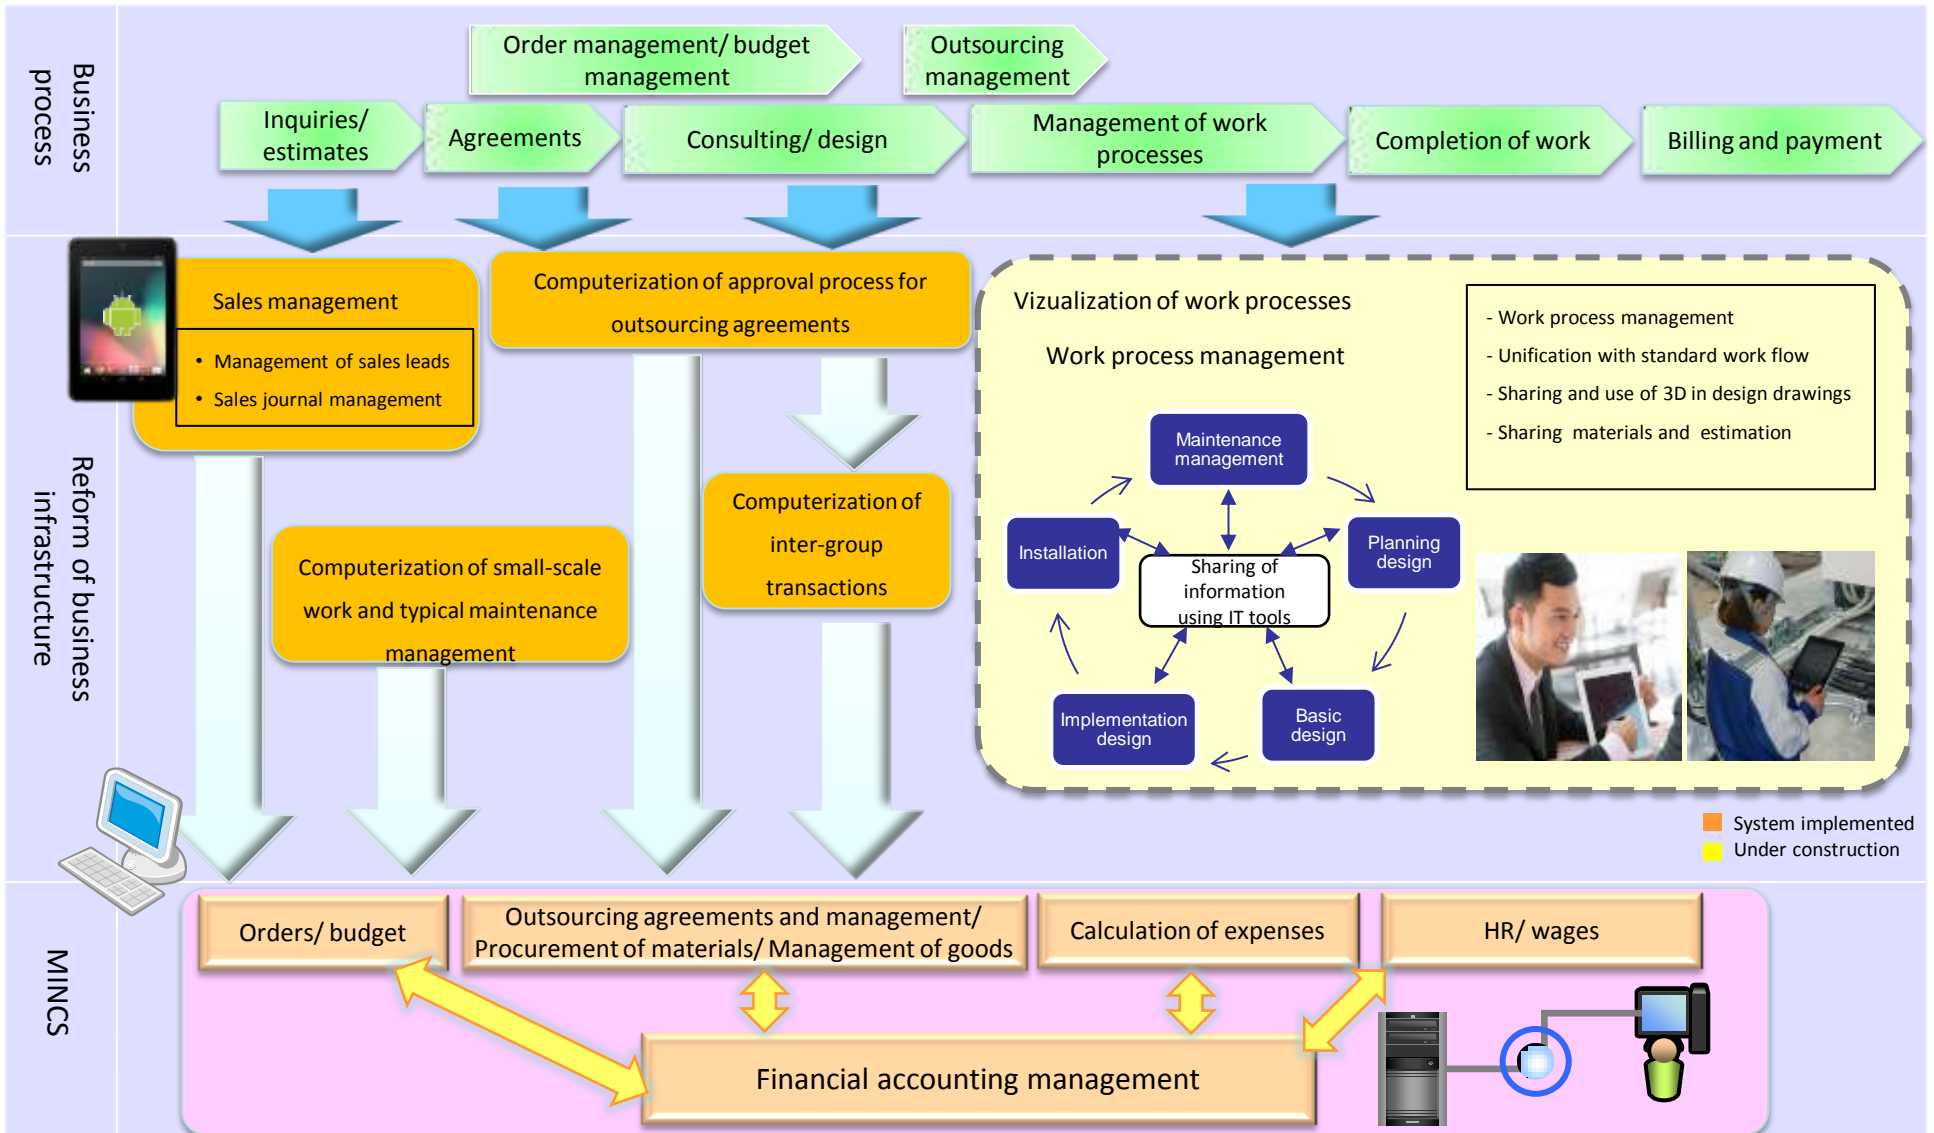 Business
process
Order management/ budget
management
Outsourcing
management
Inquiries/
estimates
Agreements
Consulting/ design
Management of work
processes
Completion of work
Billing and payment
Reform of business
infrastructure
Sales management
• Management of sales leads
• Sales journal management
Computerization of approval process for
outsourcing agreements
Computerization of small-scale
work and typical maintenance
management
Computerization of
inter-group
transactions
Vizualization of work processes
Work process management
- Work process management
- Unification with standard work flow
- Sharing and use of 3D in design drawings
- Sharing materials and estimation
Maintenance
management
Installation
Planning
design
Sharing of
information
using IT tools
Implementation
design
Basic
design
System implemented
Under construction
MINCS
Orders/ budget
Outsourcing agreements and management/
Procurement of materials/ Management of goods
Calculation of expenses
HR/ wages
Financial accounting management